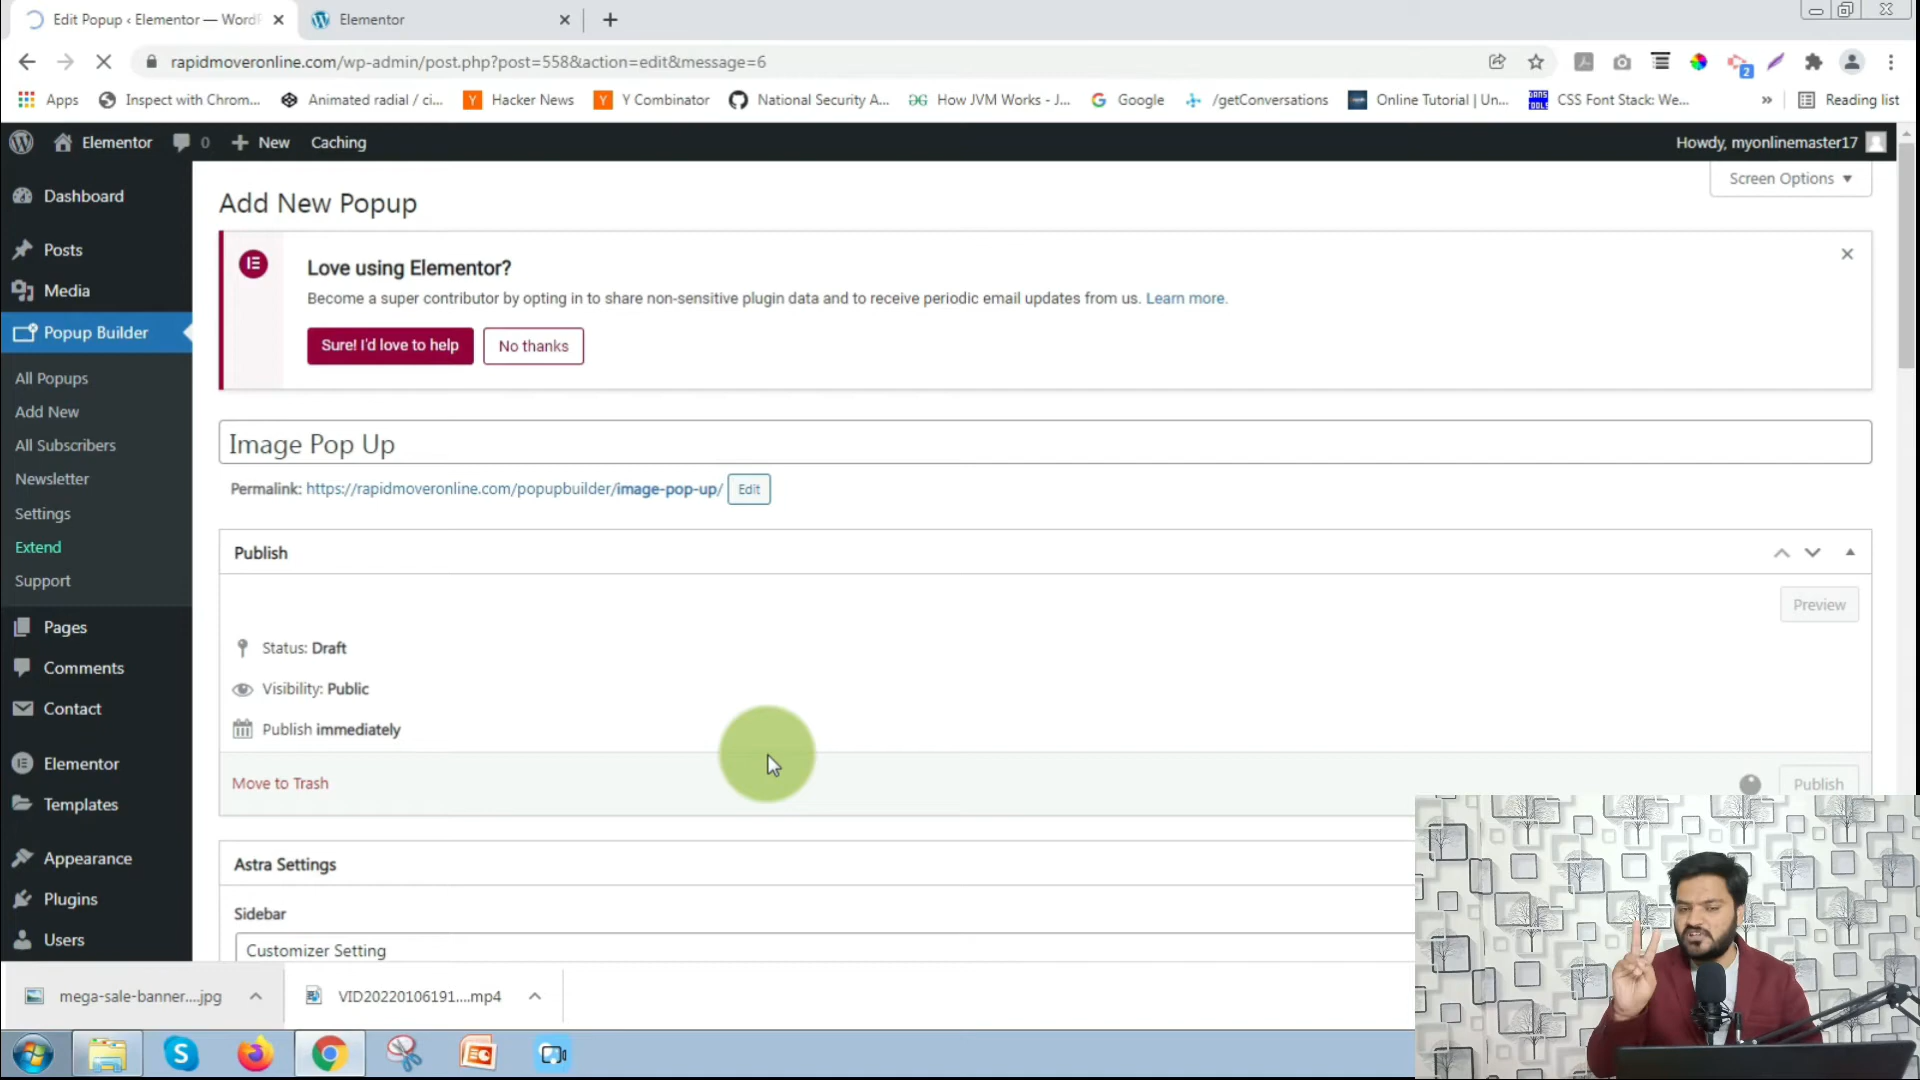 Edit Popup ‹ Elementor — WordP
Elementor
rapidmoveronline.com/wp-admin/post.php?post=558&action=edit&message=6
2
Apps
Inspect with Chrom...
Animated radial / ci...
Hacker News
Y Combinator
National Security A...
How JVM Works - J...
Google
/getConversations
Online Tutorial | Un...
CSS Font Stack: We...
»
Reading list
Elementor
0
New
Caching
Howdy, myonlinemaster17
Screen Options
Dashboard
Posts
Media
Popup Builder
All Popups
Add New
All Subscribers
Newsletter
Settings
Extend
Support
Pages
Comments
Contact
Elementor
Templates
Appearance
Plugins
Users
Add New Popup
Love using Elementor?
Become a super contributor by opting in to share non-sensitive plugin data and to receive periodic email updates from us. Learn more.
Sure! I'd love to help
No thanks
Image Pop Up
Permalink: https://rapidmoveronline.com/popupbuilder/image-pop-up/
Edit
Publish
Preview
Status: Draft
Visibility: Public
Publish immediately
Move to Trash
Publish
Astra Settings
Sidebar
Customizer Setting
mega-sale-banner....jpg
VID20220106191....mp4